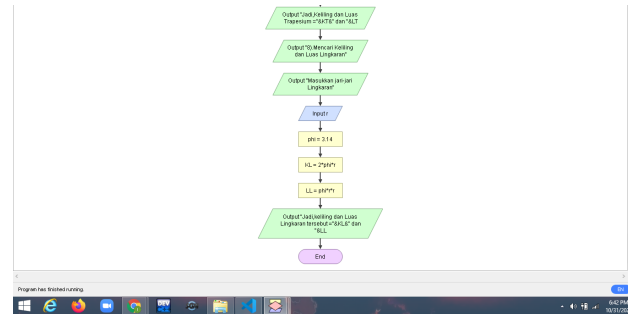 Output "Jadi,Keliling dan Luas
Trapesium ="&KT&" dan "&LT
Output "8).Mencari Keliling
dan Luas Lingkaran"
Output "Masukkan jari-jari
Lingkaran"
Input r
phi = 3.14
KL = 2*phi*r
LL = phi*r*r
Output "Jadi,keliling dan Luas
Lingkaran tersebut ="&KL&" dan
"&LL
End
Program has finished running.
EN
6:42 PM